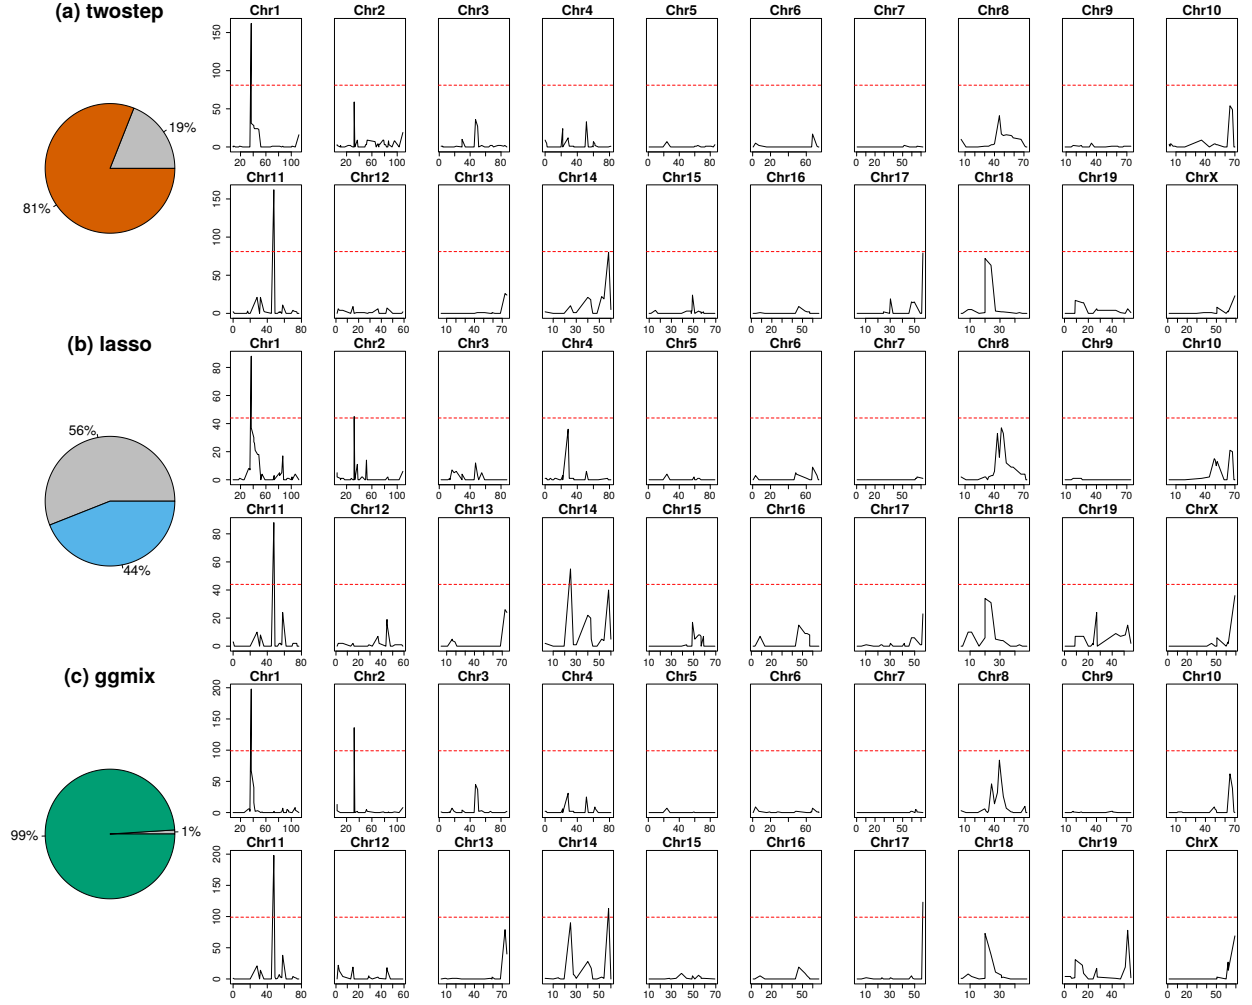 (a) twostep
Chr1 Chr2 Chr3 Chr4 Chr5 Chr6 Chr7 Chr8 Chr9 Chr10
0 50 100 150
19%
81%
20 60 100 20 60 100 0 40 80 0 40 80 0 40 80 0 20 60 0 50 10 40 70 10 40 70 10 40 70
Chr11 Chr12 Chr13 Chr14 Chr15 Chr16 Chr17 Chr18 Chr19 ChrX
0 50 100 150
0 40 80 0 20 40 60 10 40 70 10 30 50 10 40 70 10 50 10 30 50 10 30 0 20 50 0 20 50
(b) lasso
Chr1 Chr2 Chr3 Chr4 Chr5 Chr6 Chr7 Chr8 Chr9 Chr10
0 20 40 60 80
56%
44%
20 60 100 20 60 100 0 40 80 0 40 80 0 40 80 0 20 60 0 50 10 40 70 10 40 70 10 40 70
Chr11 Chr12 Chr13 Chr14 Chr15 Chr16 Chr17 Chr18 Chr19 ChrX
0 20 40 60 80
0 40 80 0 20 40 60 10 40 70 10 30 50 10 40 70 10 50 10 30 50 10 30 0 20 50 0 20 50
(c) ggmix
Chr1 Chr2 Chr3 Chr4 Chr5 Chr6 Chr7 Chr8 Chr9 Chr10
0 50 100 150 200
99%
1%
20 60 100 20 60 100 0 40 80 0 40 80 0 40 80 0 20 60 0 50 10 40 70 10 40 70 10 40 70
Chr11 Chr12 Chr13 Chr14 Chr15 Chr16 Chr17 Chr18 Chr19 ChrX
0 50 100 150 200
0 40 80 0 20 40 60 10 40 70 10 30 50 10 40 70 10 50 10 30 50 10 30 0 20 50 0 20 50